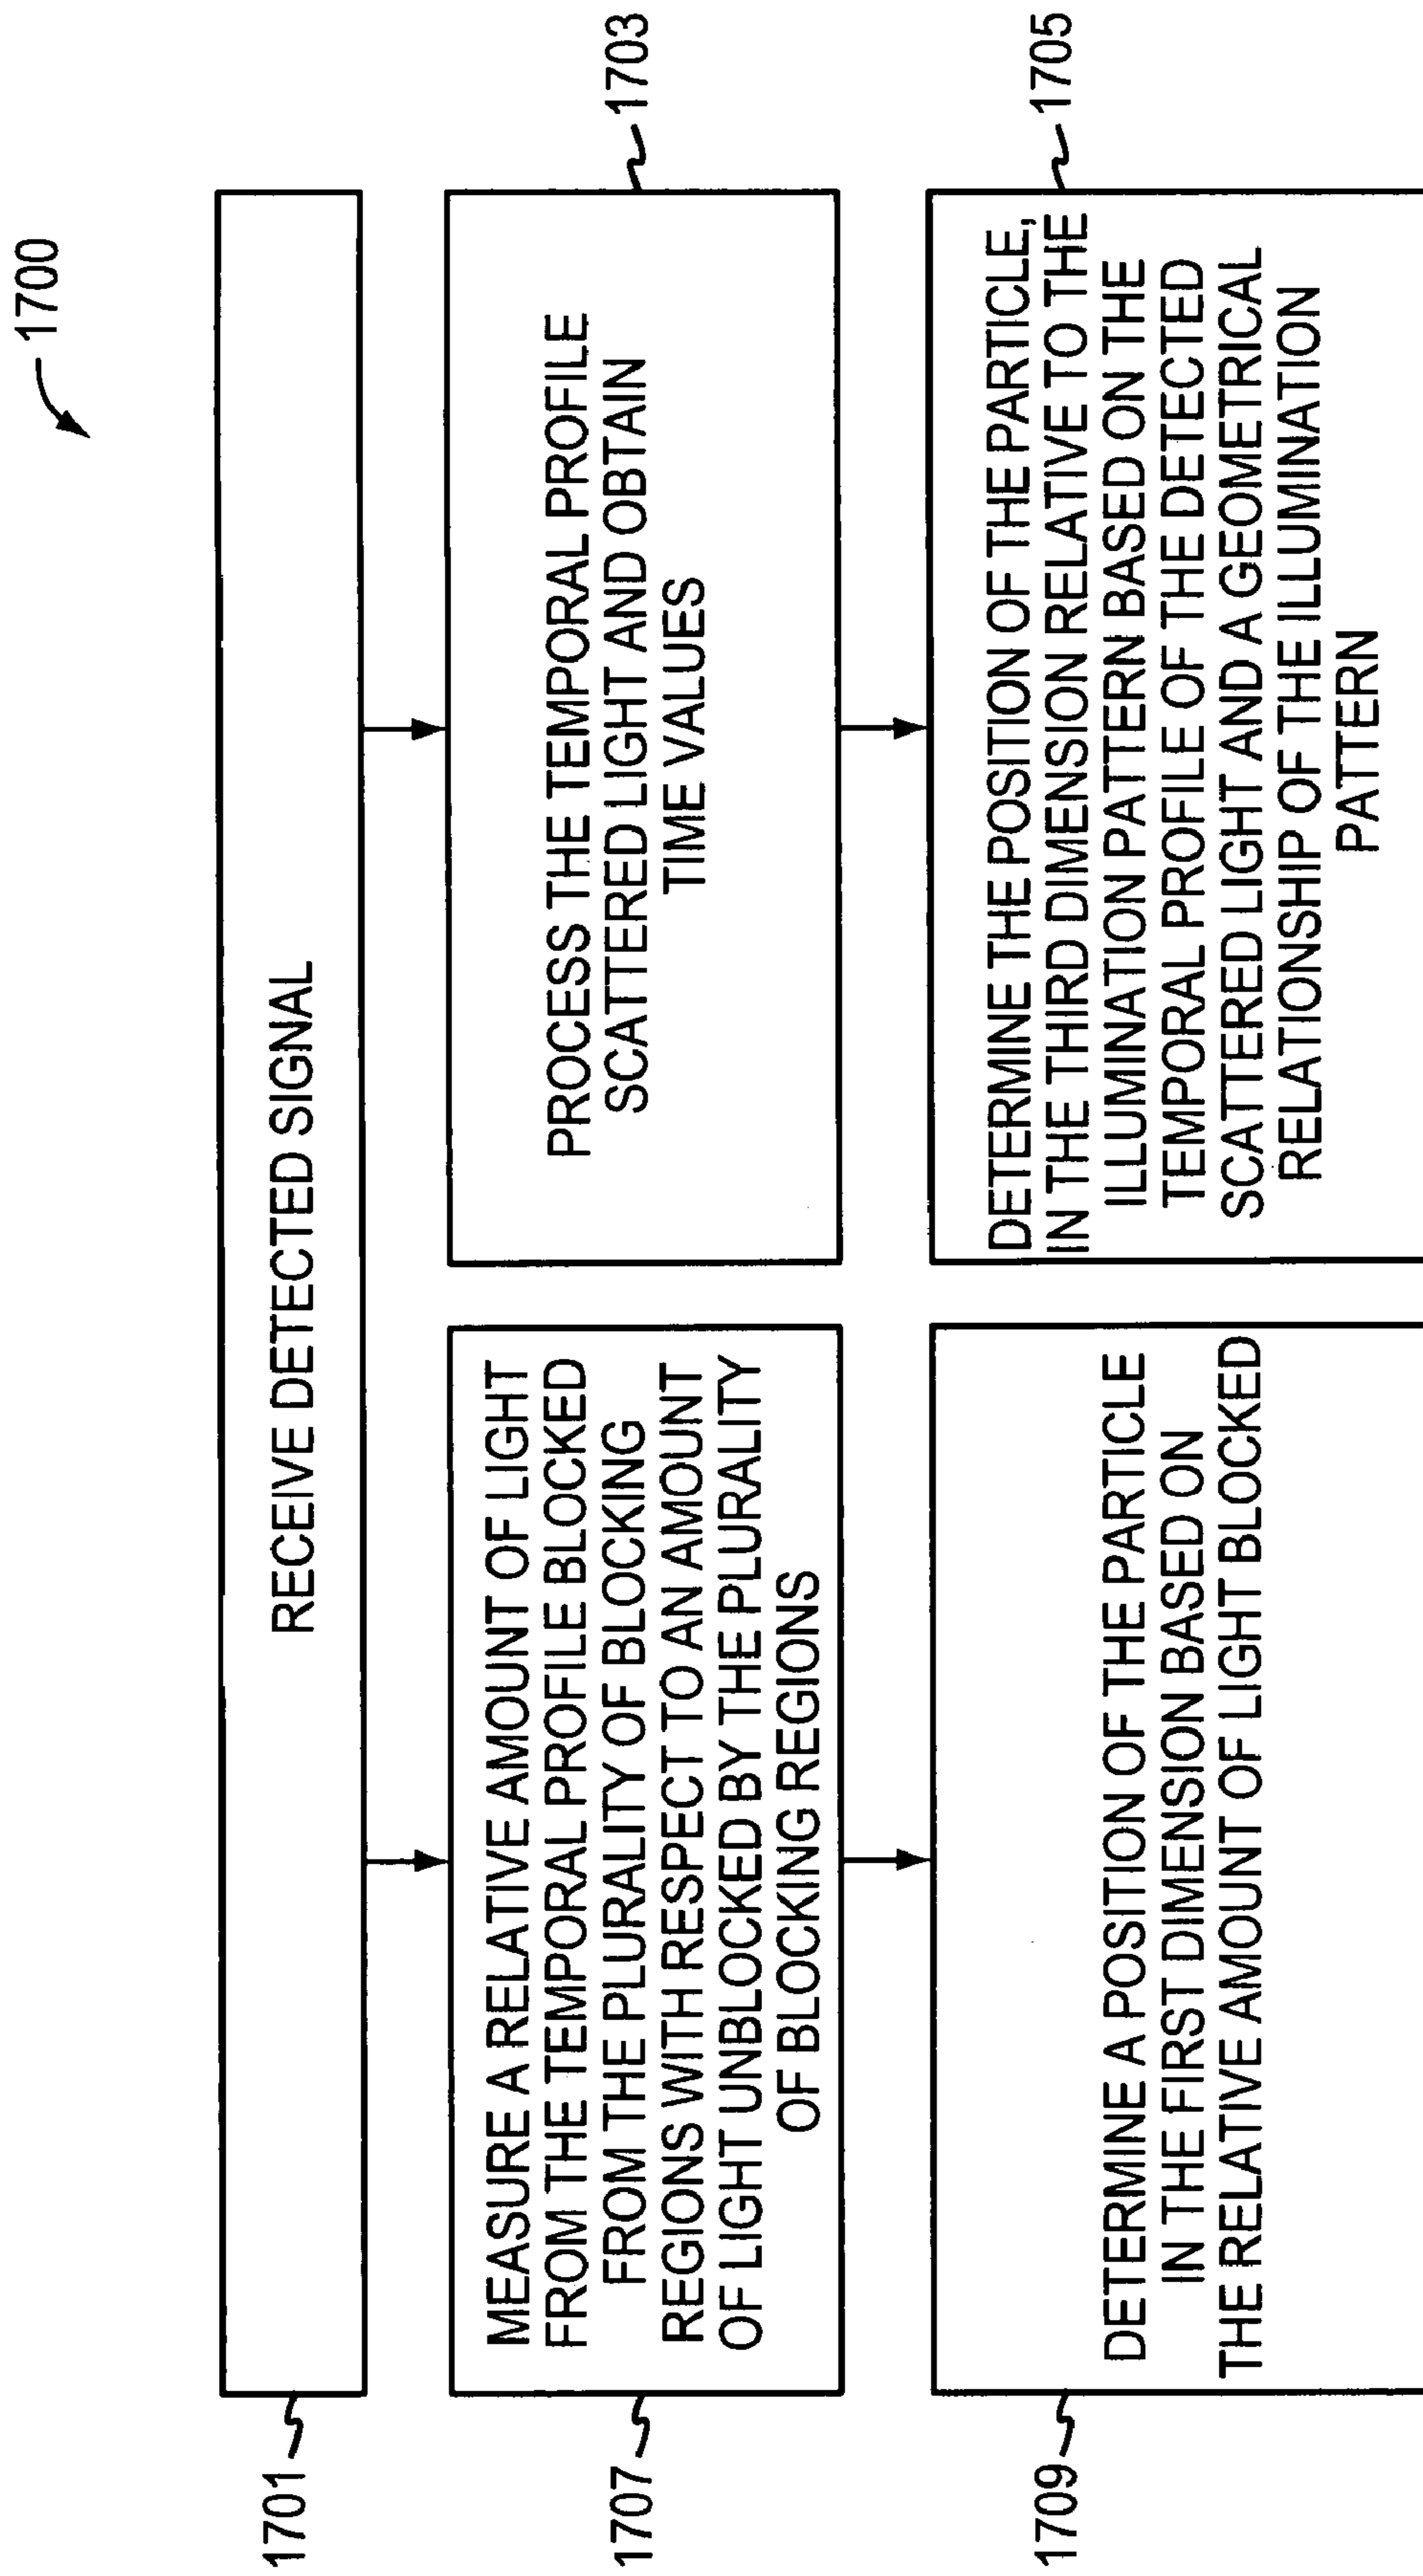 1700
1701
RECEIVE DETECTED SIGNAL
1707
MEASURE A RELATIVE AMOUNT OF LIGHT
FROM THE TEMPORAL PROFILE BLOCKED
FROM THE PLURALITY OF BLOCKING
REGIONS WITH RESPECT TO AN AMOUNT
OF LIGHT UNBLOCKED BY THE PLURALITY
OF BLOCKING REGIONS
PROCESS THE TEMPORAL PROFILE
SCATTERED LIGHT AND OBTAIN
TIME VALUES
1703
1709
DETERMINE A POSITION OF THE PARTICLE
IN THE FIRST DIMENSION BASED ON
THE RELATIVE AMOUNT OF LIGHT BLOCKED
DETERMINE THE POSITION OF THE PARTICLE,
IN THE THIRD DIMENSION RELATIVE TO THE
ILLUMINATION PATTERN BASED ON THE
TEMPORAL PROFILE OF THE DETECTED
SCATTERED LIGHT AND A GEOMETRICAL
RELATIONSHIP OF THE ILLUMINATION
PATTERN
1705